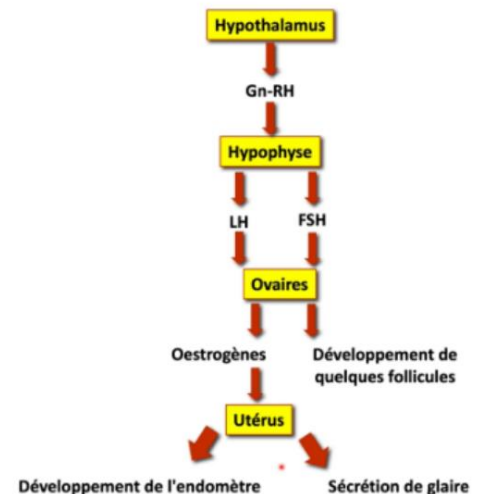 Hypothalamus
Gn-RH
Hypophyse
LH FSH
Ovaires
Oestrogènes
Développement de
quelques follicules
Utérus
Développement de l'endomètre
Sécrétion de glaire